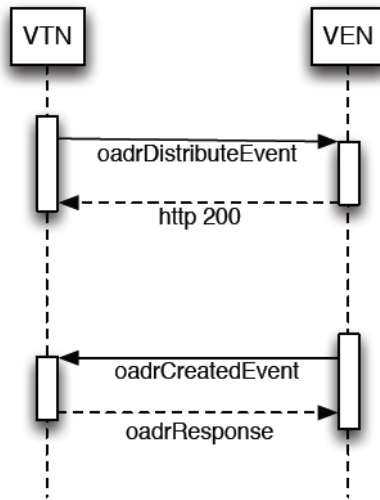 VTN
VEN
oadrDistributeEvent
http 200
oadrCreatedEvent
oadrResponse